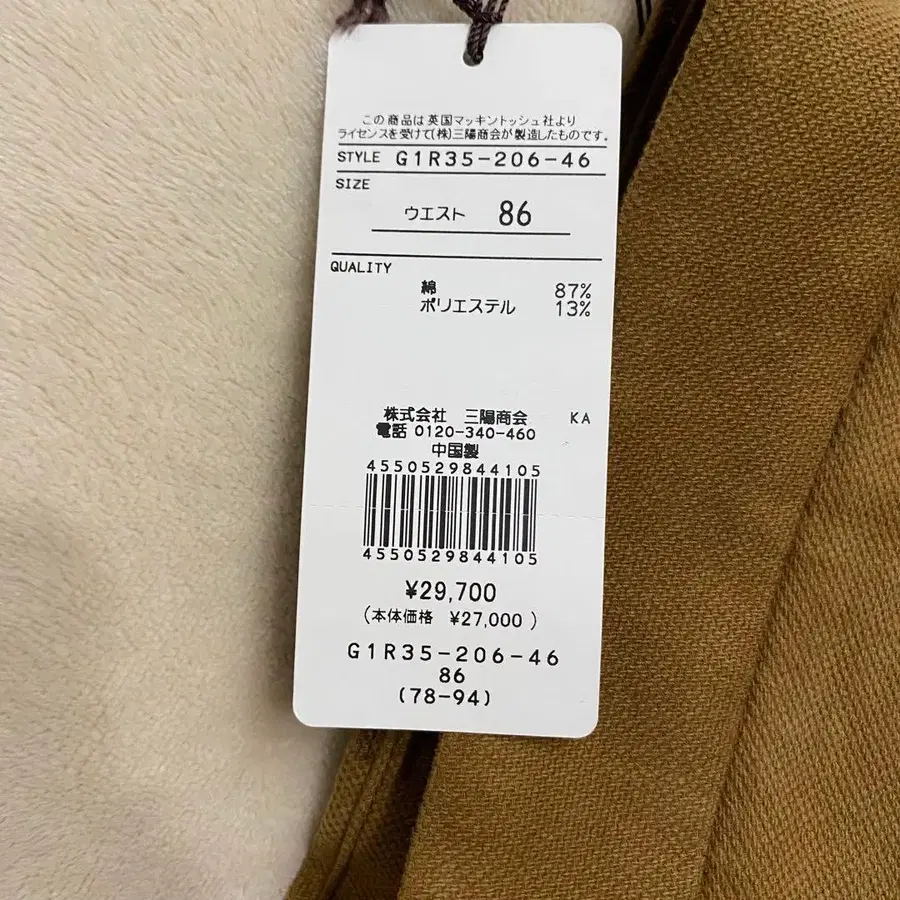 この商品は英国マッキントッシュ社より
ライセンスを受けて(株)三陽商会が製造したものです。
STYLE G1R35-206-46
SIZE
ウエスト 86
QUALITY
綿 87%
ポリエステル 13%
株式会社 三陽商会 KA
電話 0120-340-460
中国製
4550529844105
4550529844105
¥29,700
(本体価格 ¥27,000)
G1R35-206-46
86
(78-94)